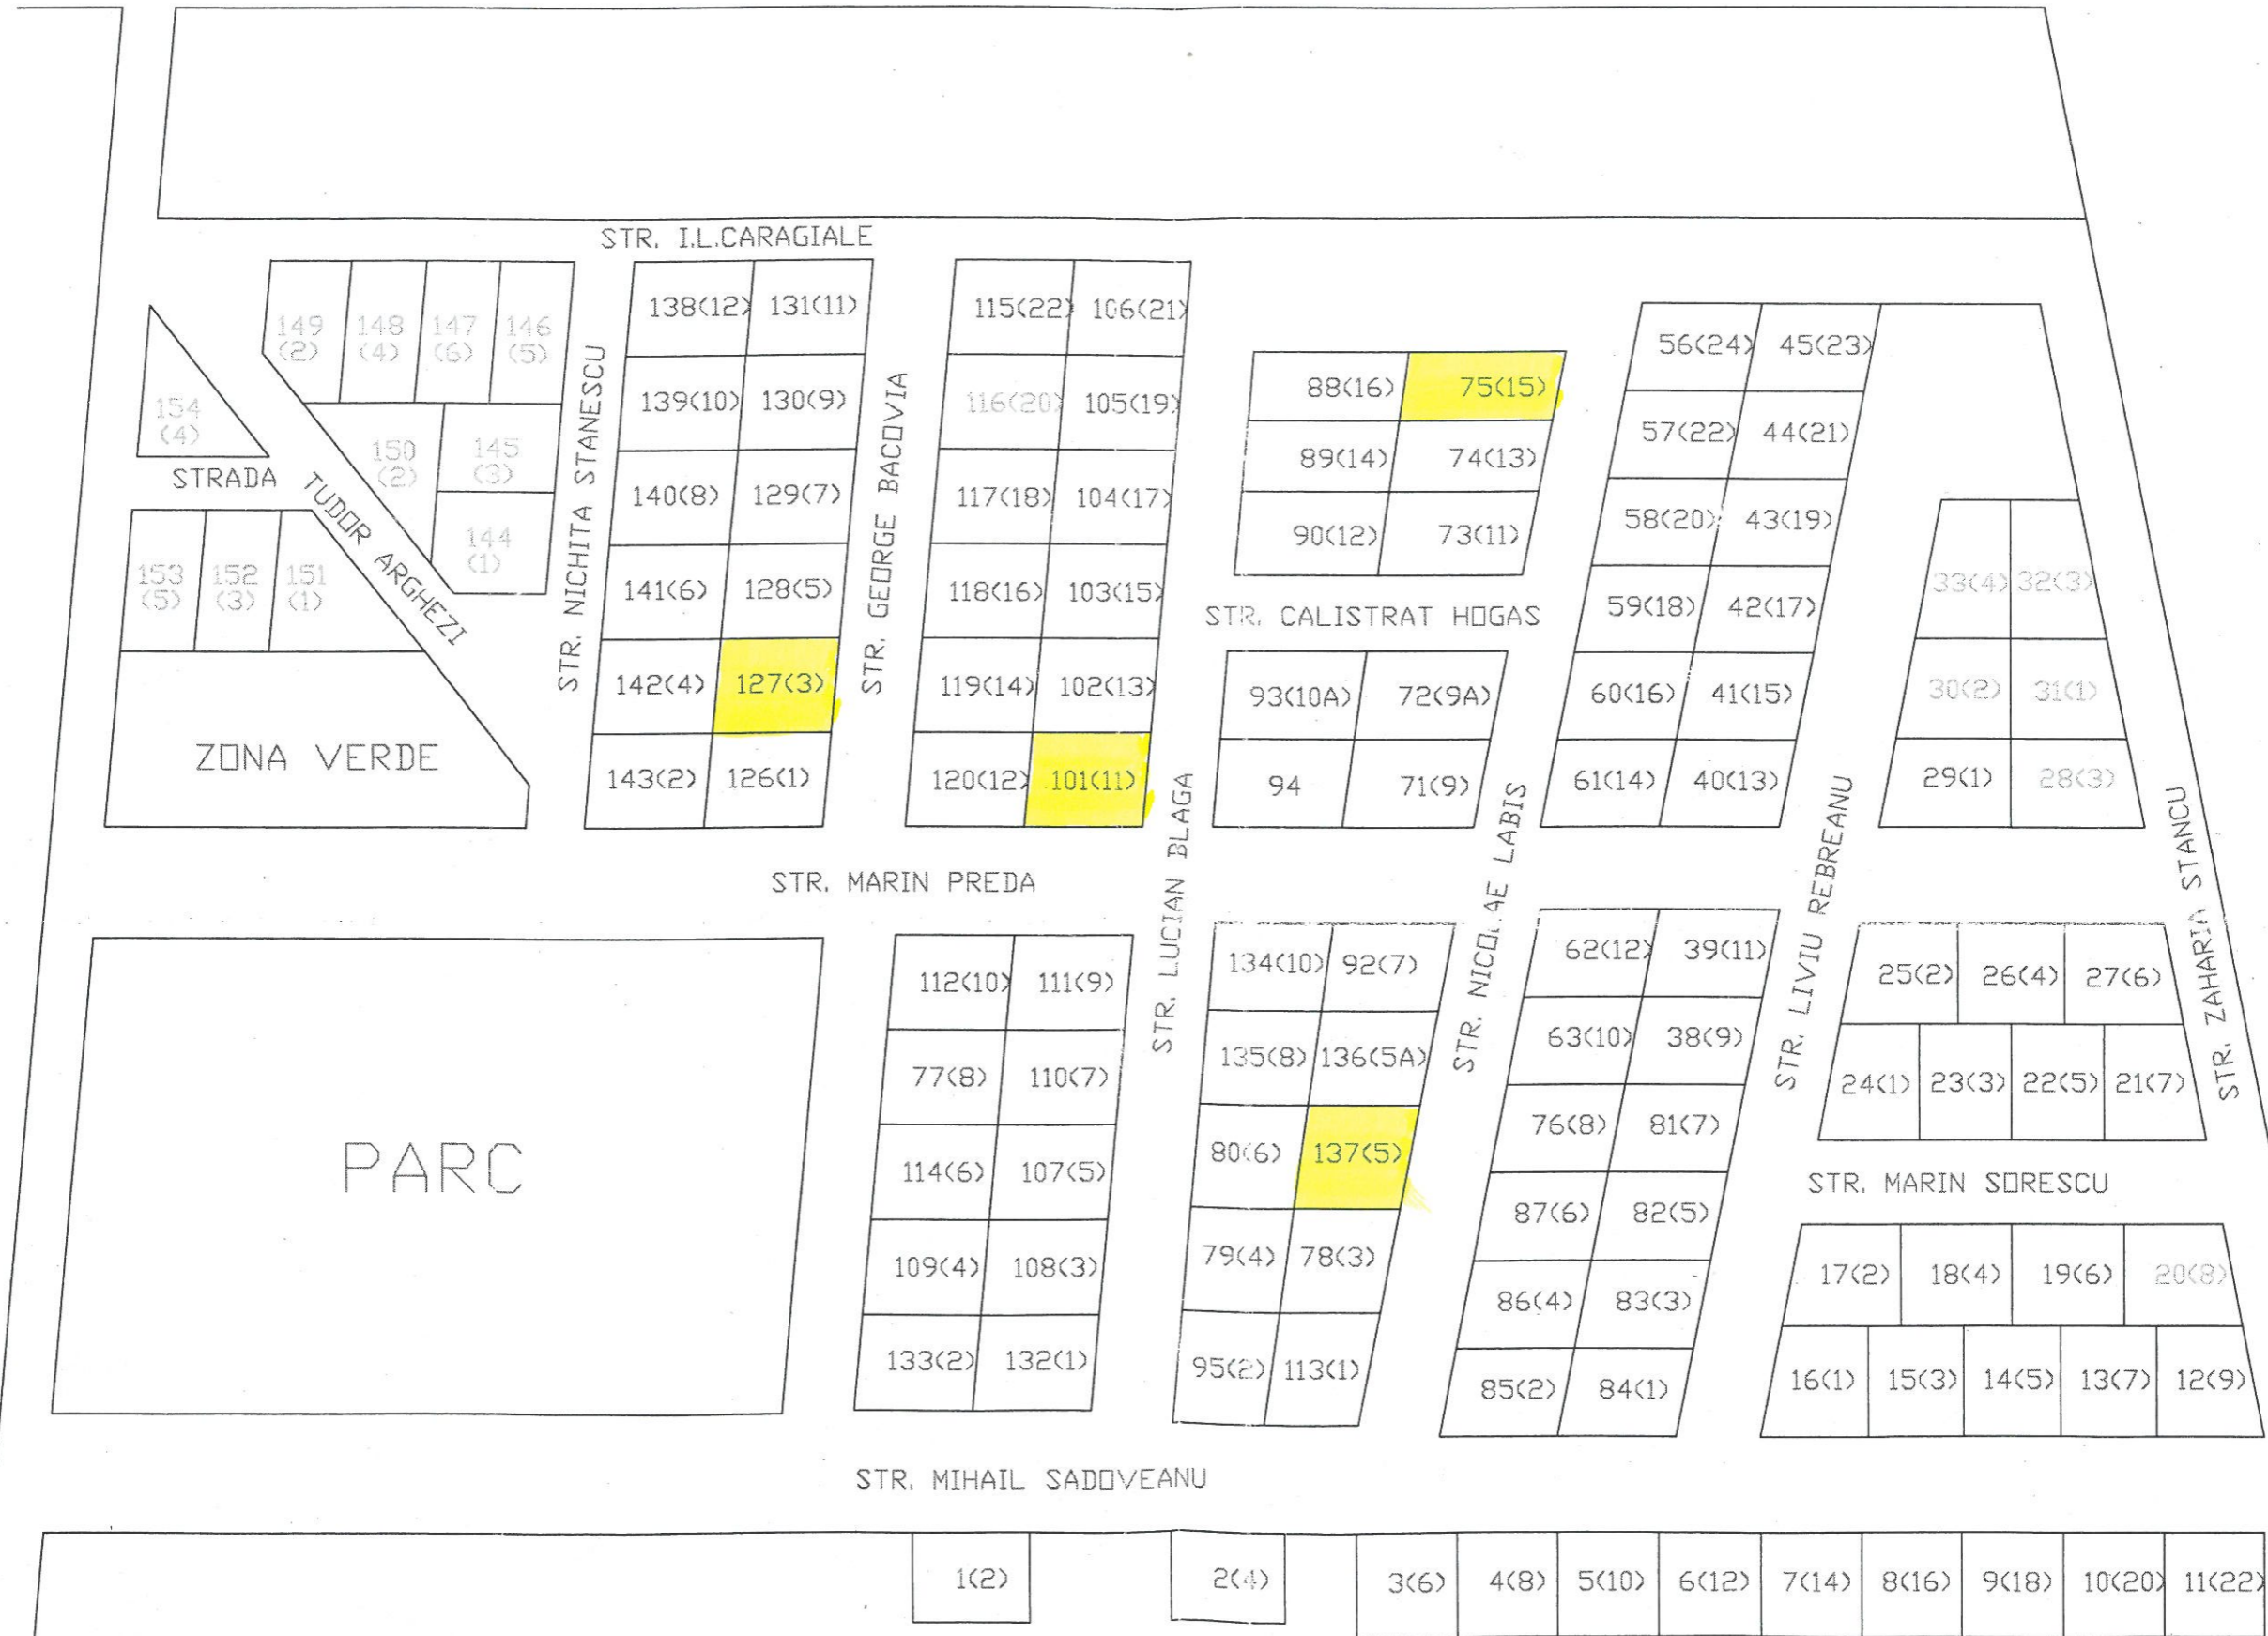 STR. I.L.CARAGIALE
149
(2)
148
(4)
147
(6)
146
(5)
154
(4)
150
(2)
145
(3)
144
(1)
STRADA TUDOR ARGHEZI
153
(5)
152
(3)
151
(1)
ZONA VERDE
STR. NICHITA STANESCU
138(12) 131(11)
139(10) 130(9)
140(8) 129(7)
141(6) 128(5)
142(4) 127(3)
143(2) 126(1)
STR. GEORGE BACOVIA
115(22) 106(21)
116(20) 105(19)
117(18) 104(17)
118(16) 103(15)
119(14) 102(13)
120(12) 101(11)
STR. LUCIAN BLAGA
88(16) 75(15)
89(14) 74(13)
90(12) 73(11)
STR. CALISTRAT HOGAS
93(10A) 72(9A)
94 71(9)
STR. NICOLAE LABIS
56(24) 45(23)
57(22) 44(21)
58(20) 43(19)
59(18) 42(17)
60(16) 41(15)
61(14) 40(13)
STR. LIVIU REBREANU
33(4) 32(3)
30(2) 31(1)
29(1) 28(3)
STR. ZAHARIA STANCU
STR. MARIN PREDA
PARC
112(10) 111(9)
77(8) 110(7)
114(6) 107(5)
109(4) 108(3)
133(2) 132(1)
134(10) 92(7)
135(8) 136(5A)
80(6) 137(5)
79(4) 78(3)
95(2) 113(1)
62(12) 39(11)
63(10) 38(9)
76(8) 81(7)
87(6) 82(5)
86(4) 83(3)
85(2) 84(1)
25(2) 26(4) 27(6)
24(1) 23(3) 22(5) 21(7)
STR. MARIN SORESCU
17(2) 18(4) 19(6) 20(8)
16(1) 15(3) 14(5) 13(7) 12(9)
STR. MIHAIL SADOVEANU
1(2) 2(4) 3(6) 4(8) 5(10) 6(12) 7(14) 8(16) 9(18) 10(20) 11(22)